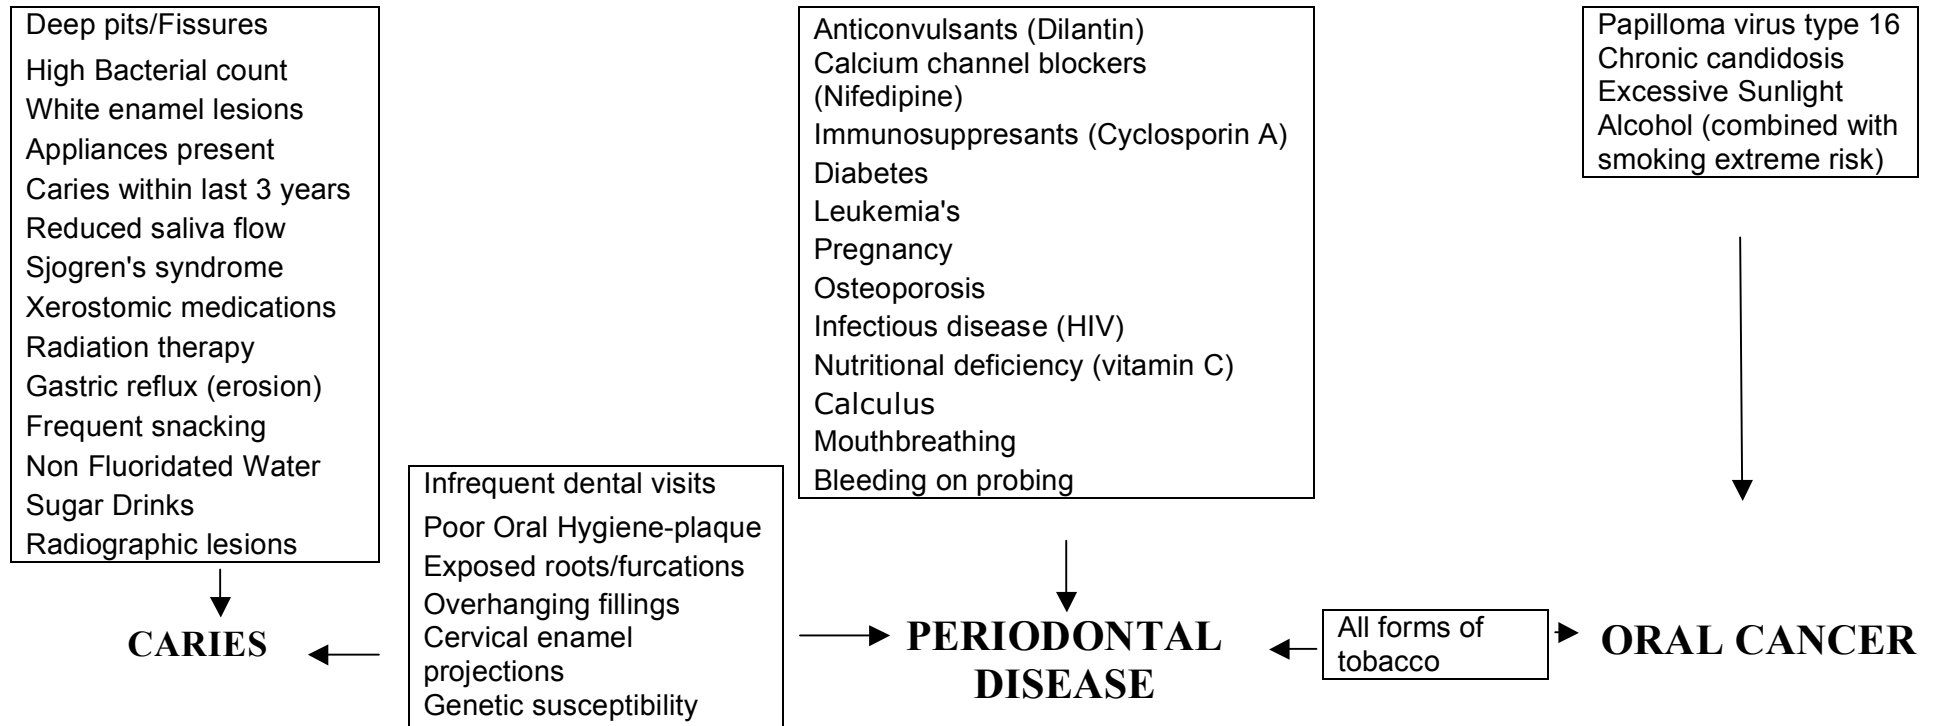 Deep pits/Fissures
High Bacterial count
White enamel lesions
Appliances present
Caries within last 3 years
Reduced saliva flow
Sjogren's syndrome
Xerostomic medications
Radiation therapy
Gastric reflux (erosion)
Frequent snacking
Non Fluoridated Water
Sugar Drinks
Radiographic lesions
CARIES
Infrequent dental visits
Poor Oral Hygiene-plaque
Exposed roots/furcations
Overhanging fillings
Cervical enamel
projections
Genetic susceptibility
Anticonvulsants (Dilantin)
Calcium channel blockers
(Nifedipine)
Immunosuppresants (Cyclosporin A)
Diabetes
Leukemia's
Pregnancy
Osteoporosis
Infectious disease (HIV)
Nutritional deficiency (vitamin C)
Calculus
Mouthbreathing
Bleeding on probing
PERIODONTAL
DISEASE
All forms of
tobacco
Papilloma virus type 16
Chronic candidosis
Excessive Sunlight
Alcohol (combined with
smoking extreme risk)
ORAL CANCER